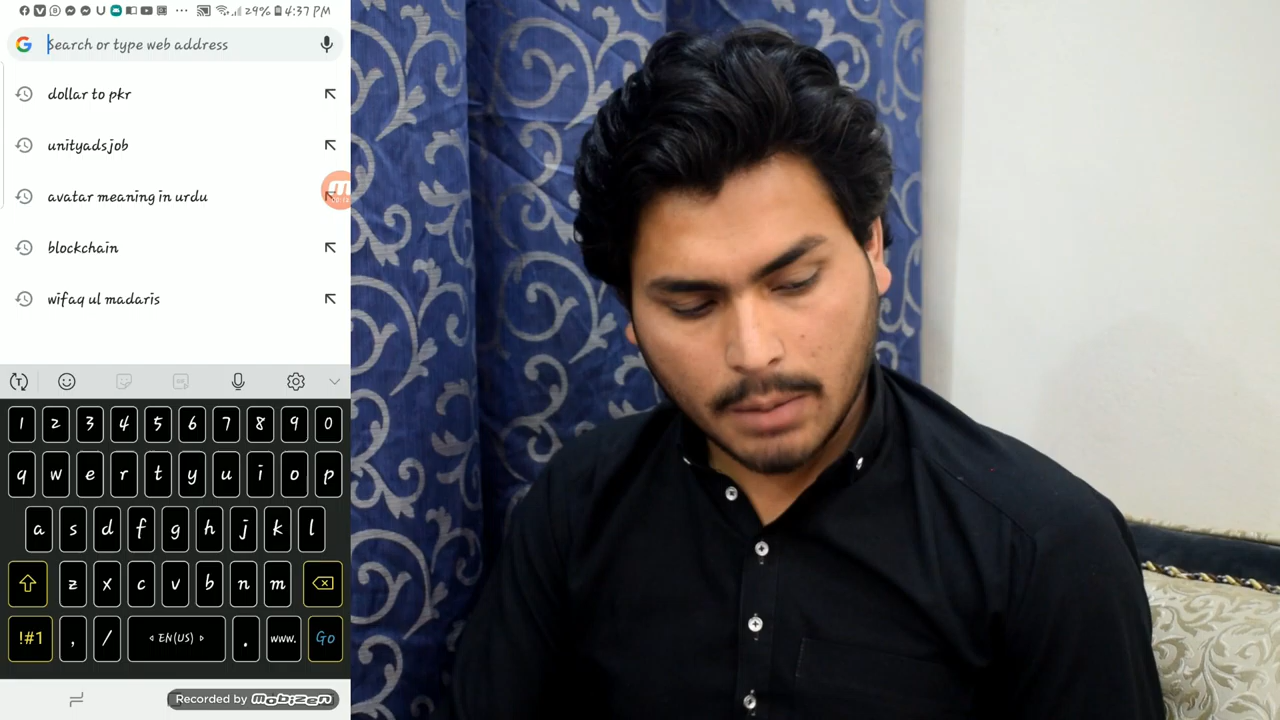 29% 4:37 PM
Search or type web address
dollar to pkr
unityadsjob
avatar meaning in urdu
blockchain
wifaq ul madaris
1 2 3 4 5 6 7 8 9 0
q w e r t y u i o p
a s d f g h j k l
z x c v b n m
!#1 , / EN(US) . www. Go
Recorded by mobizen